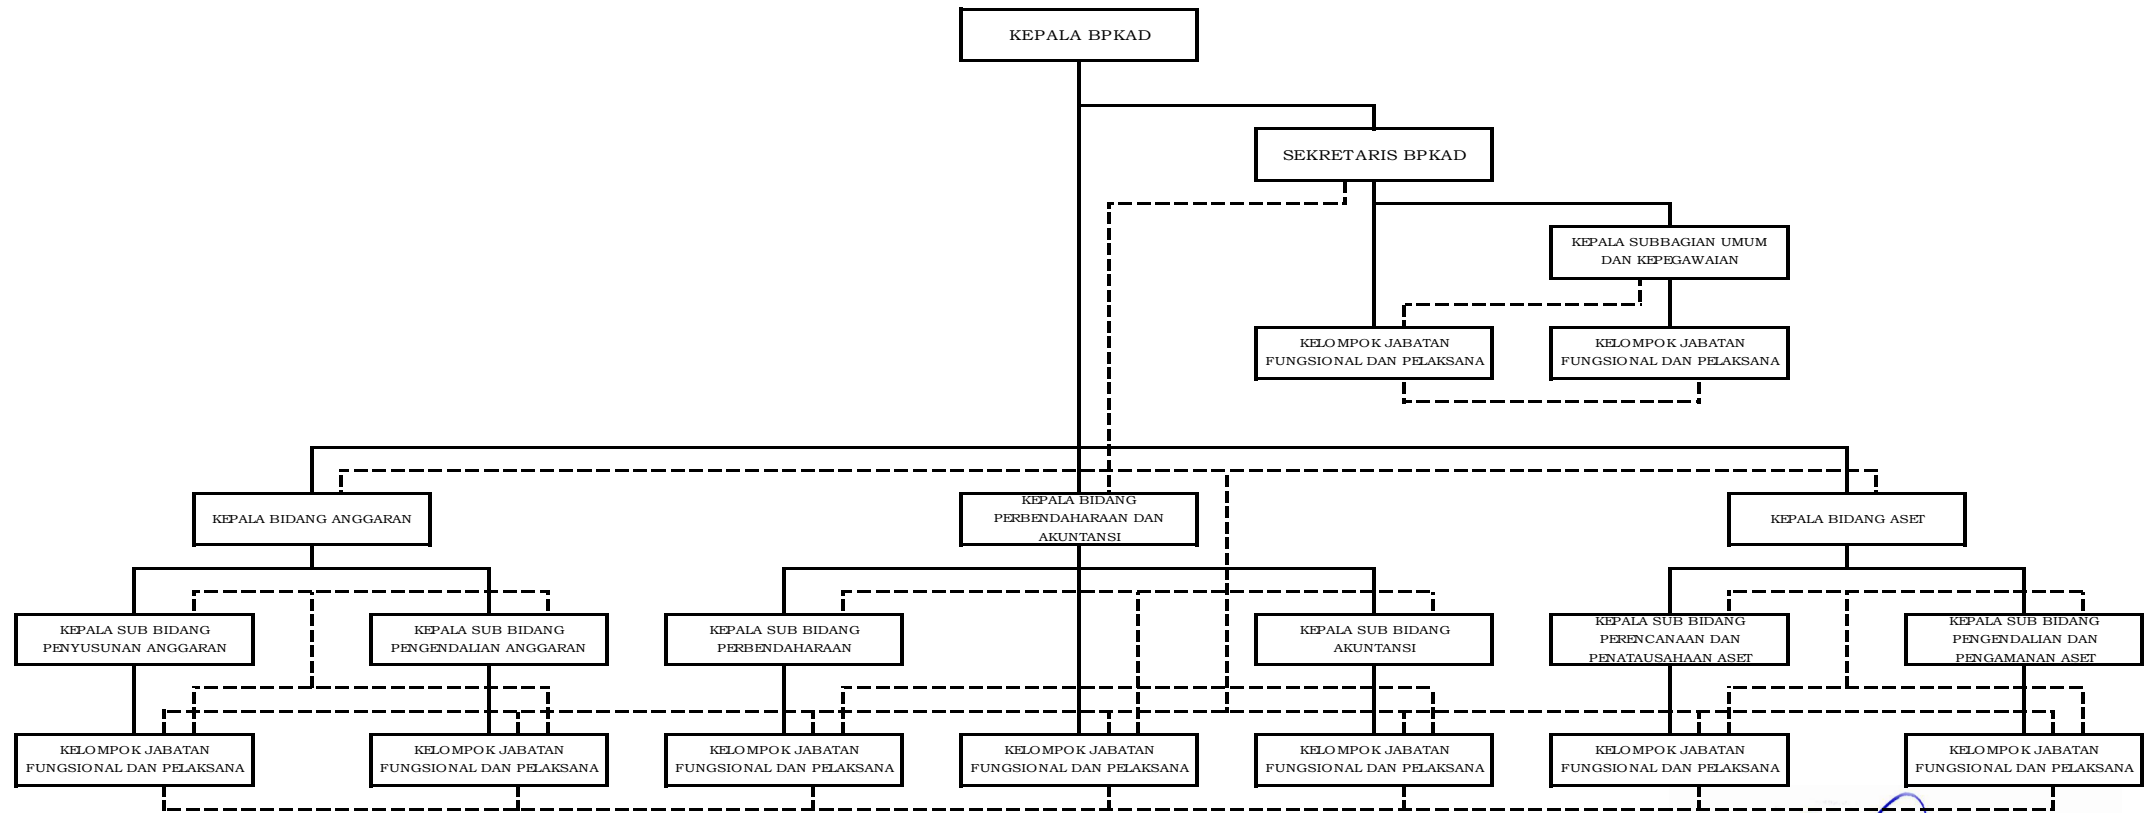 KEPALA BPKAD
SEKRETARIS BPKAD
KEPALA SUBBAGIAN UMUM
DAN KEPEGAWAIAN
KELOMPOK JABATAN
FUNGSIONAL DAN PELAKSANA
KELOMPOK JABATAN
FUNGSIONAL DAN PELAKSANA
KEPALA BIDANG ANGGARAN
KEPALA BIDANG
PERBENDAHARAAN DAN
AKUNTANSI
KEPALA BIDANG ASET
KEPALA SUB BIDANG
PENYUSUNAN ANGGARAN
KEPALA SUB BIDANG
PENGENDALIAN ANGGARAN
KEPALA SUB BIDANG
PERBENDAHARAAN
KEPALA SUB BIDANG
AKUNTANSI
KEPALA SUB BIDANG
PERENCANAAN DAN
PENATAUSAHAAN ASET
KEPALA SUB BIDANG
PENGENDALIAN DAN
PENGAMANAN ASET
KELOMPOK JABATAN
FUNGSIONAL DAN PELAKSANA
KELOMPOK JABATAN
FUNGSIONAL DAN PELAKSANA
KELOMPOK JABATAN
FUNGSIONAL DAN PELAKSANA
KELOMPOK JABATAN
FUNGSIONAL DAN PELAKSANA
KELOMPOK JABATAN
FUNGSIONAL DAN PELAKSANA
KELOMPOK JABATAN
FUNGSIONAL DAN PELAKSANA
KELOMPOK JABATAN
FUNGSIONAL DAN PELAKSANA